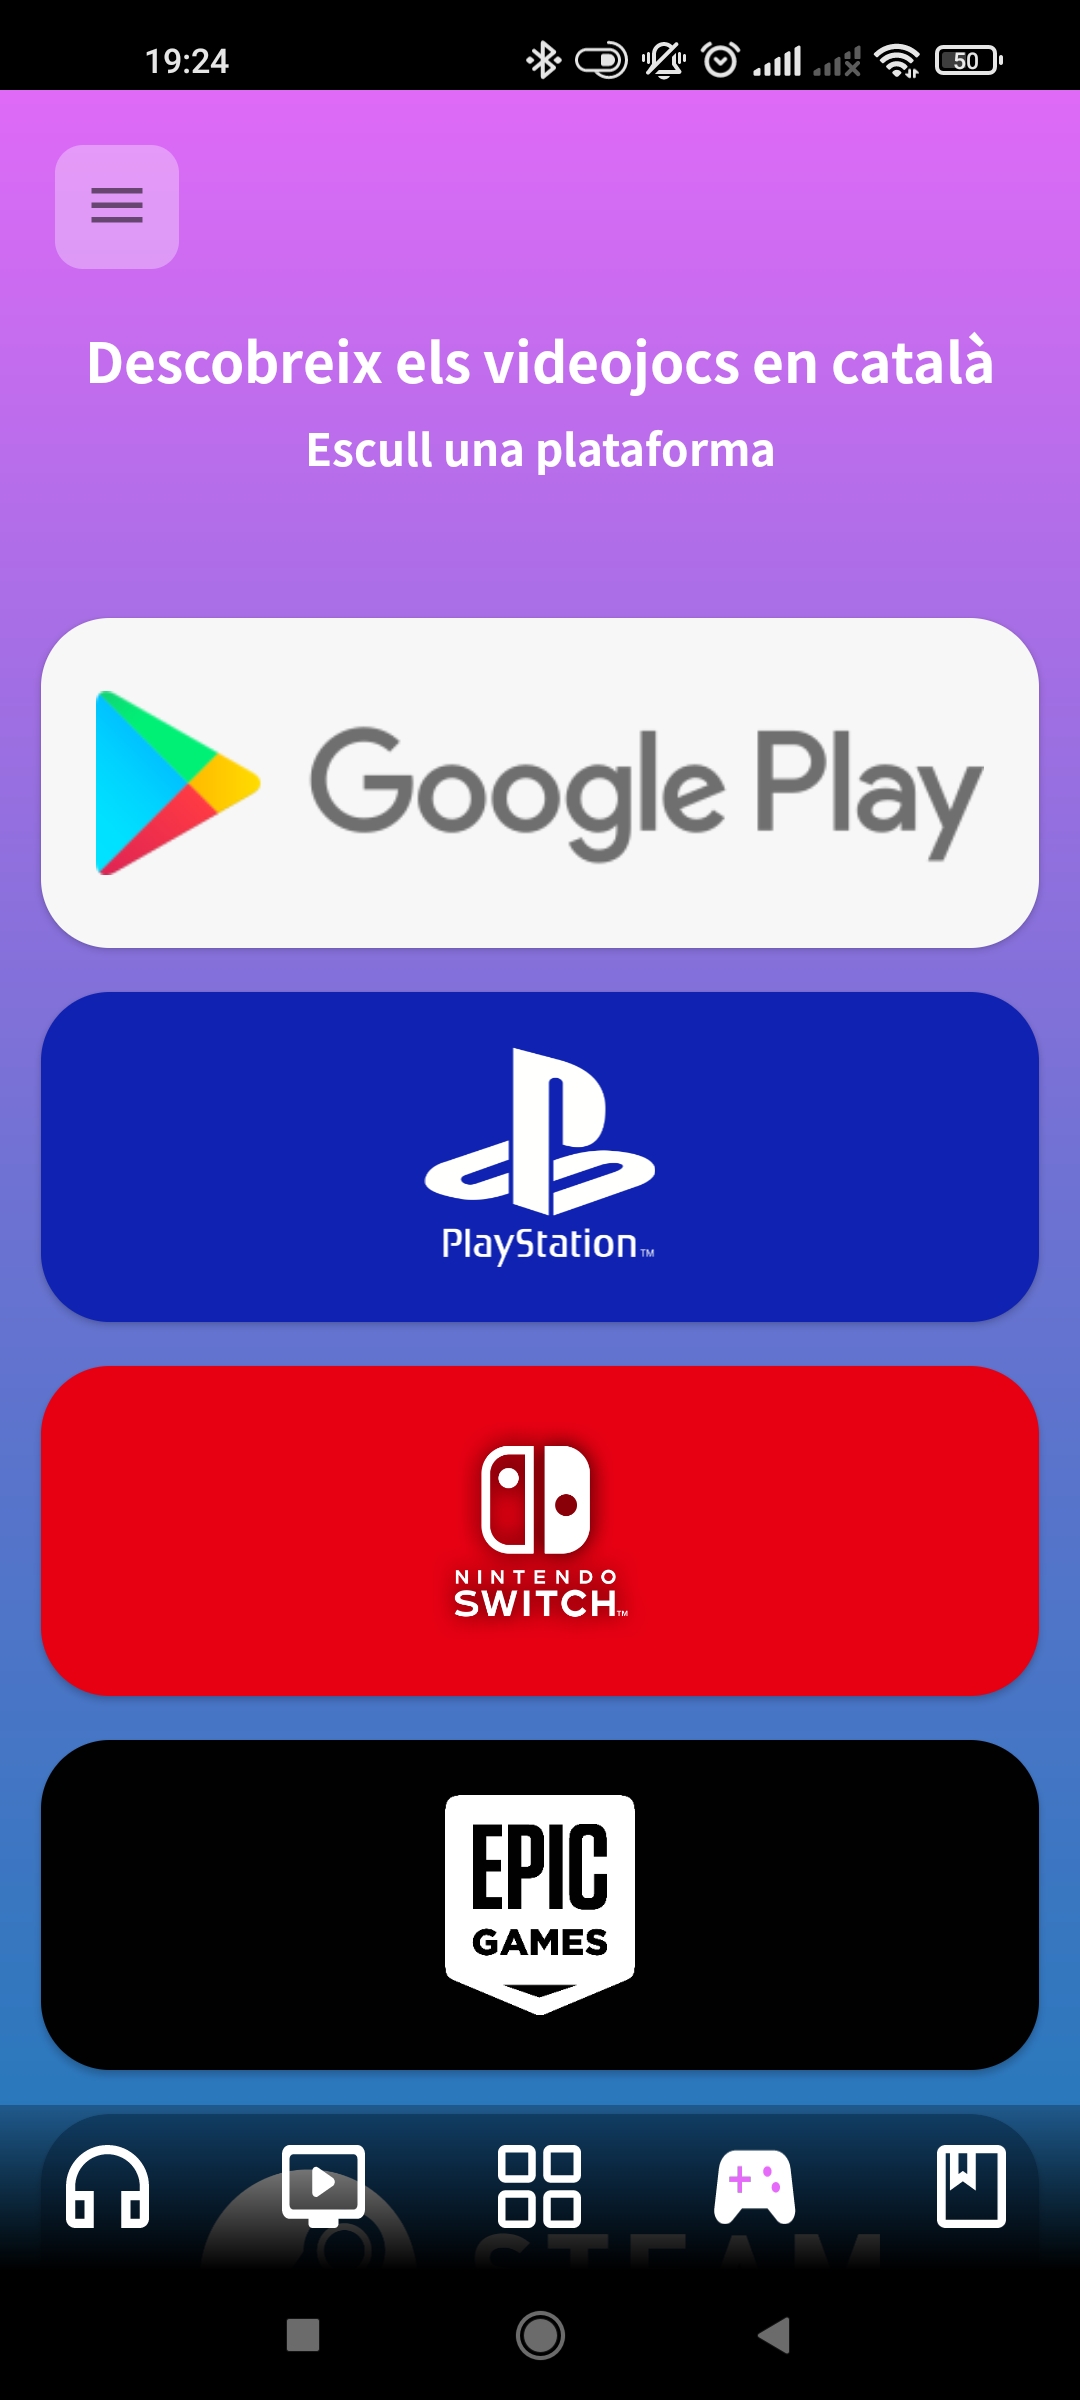 19:24
50
Descobreix els videojocs en català
Escull una plataforma
Google Play
PlayStation™
NINTENDO
SWITCH™
EPIC
GAMES
STEAM